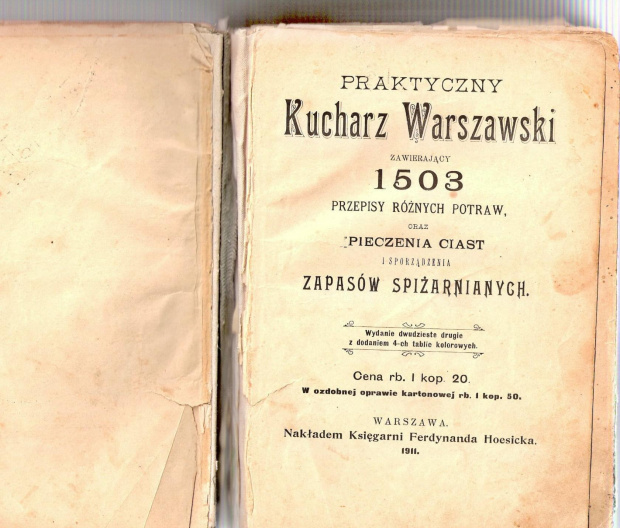 PRAKTYCZNY
Kucharz Warszawski
ZAWIERAJĄCY
1503
PRZEPISY RÓŻNYCH POTRAW,
ORAZ
PIECZENIA CIAST
I SPORZĄDZENIA
ZAPASÓW SPIŻARNIANYCH.
Wydanie dwudzieste drugie
z dodaniem 4-ch tablic kolorowych.
Cena rb. I kop. 20.
W ozdobnej oprawie kartonowej rb. I kop. 50.
WARSZAWA.
Nakładem Księgarni Ferdynanda Hoesicka.
1911.